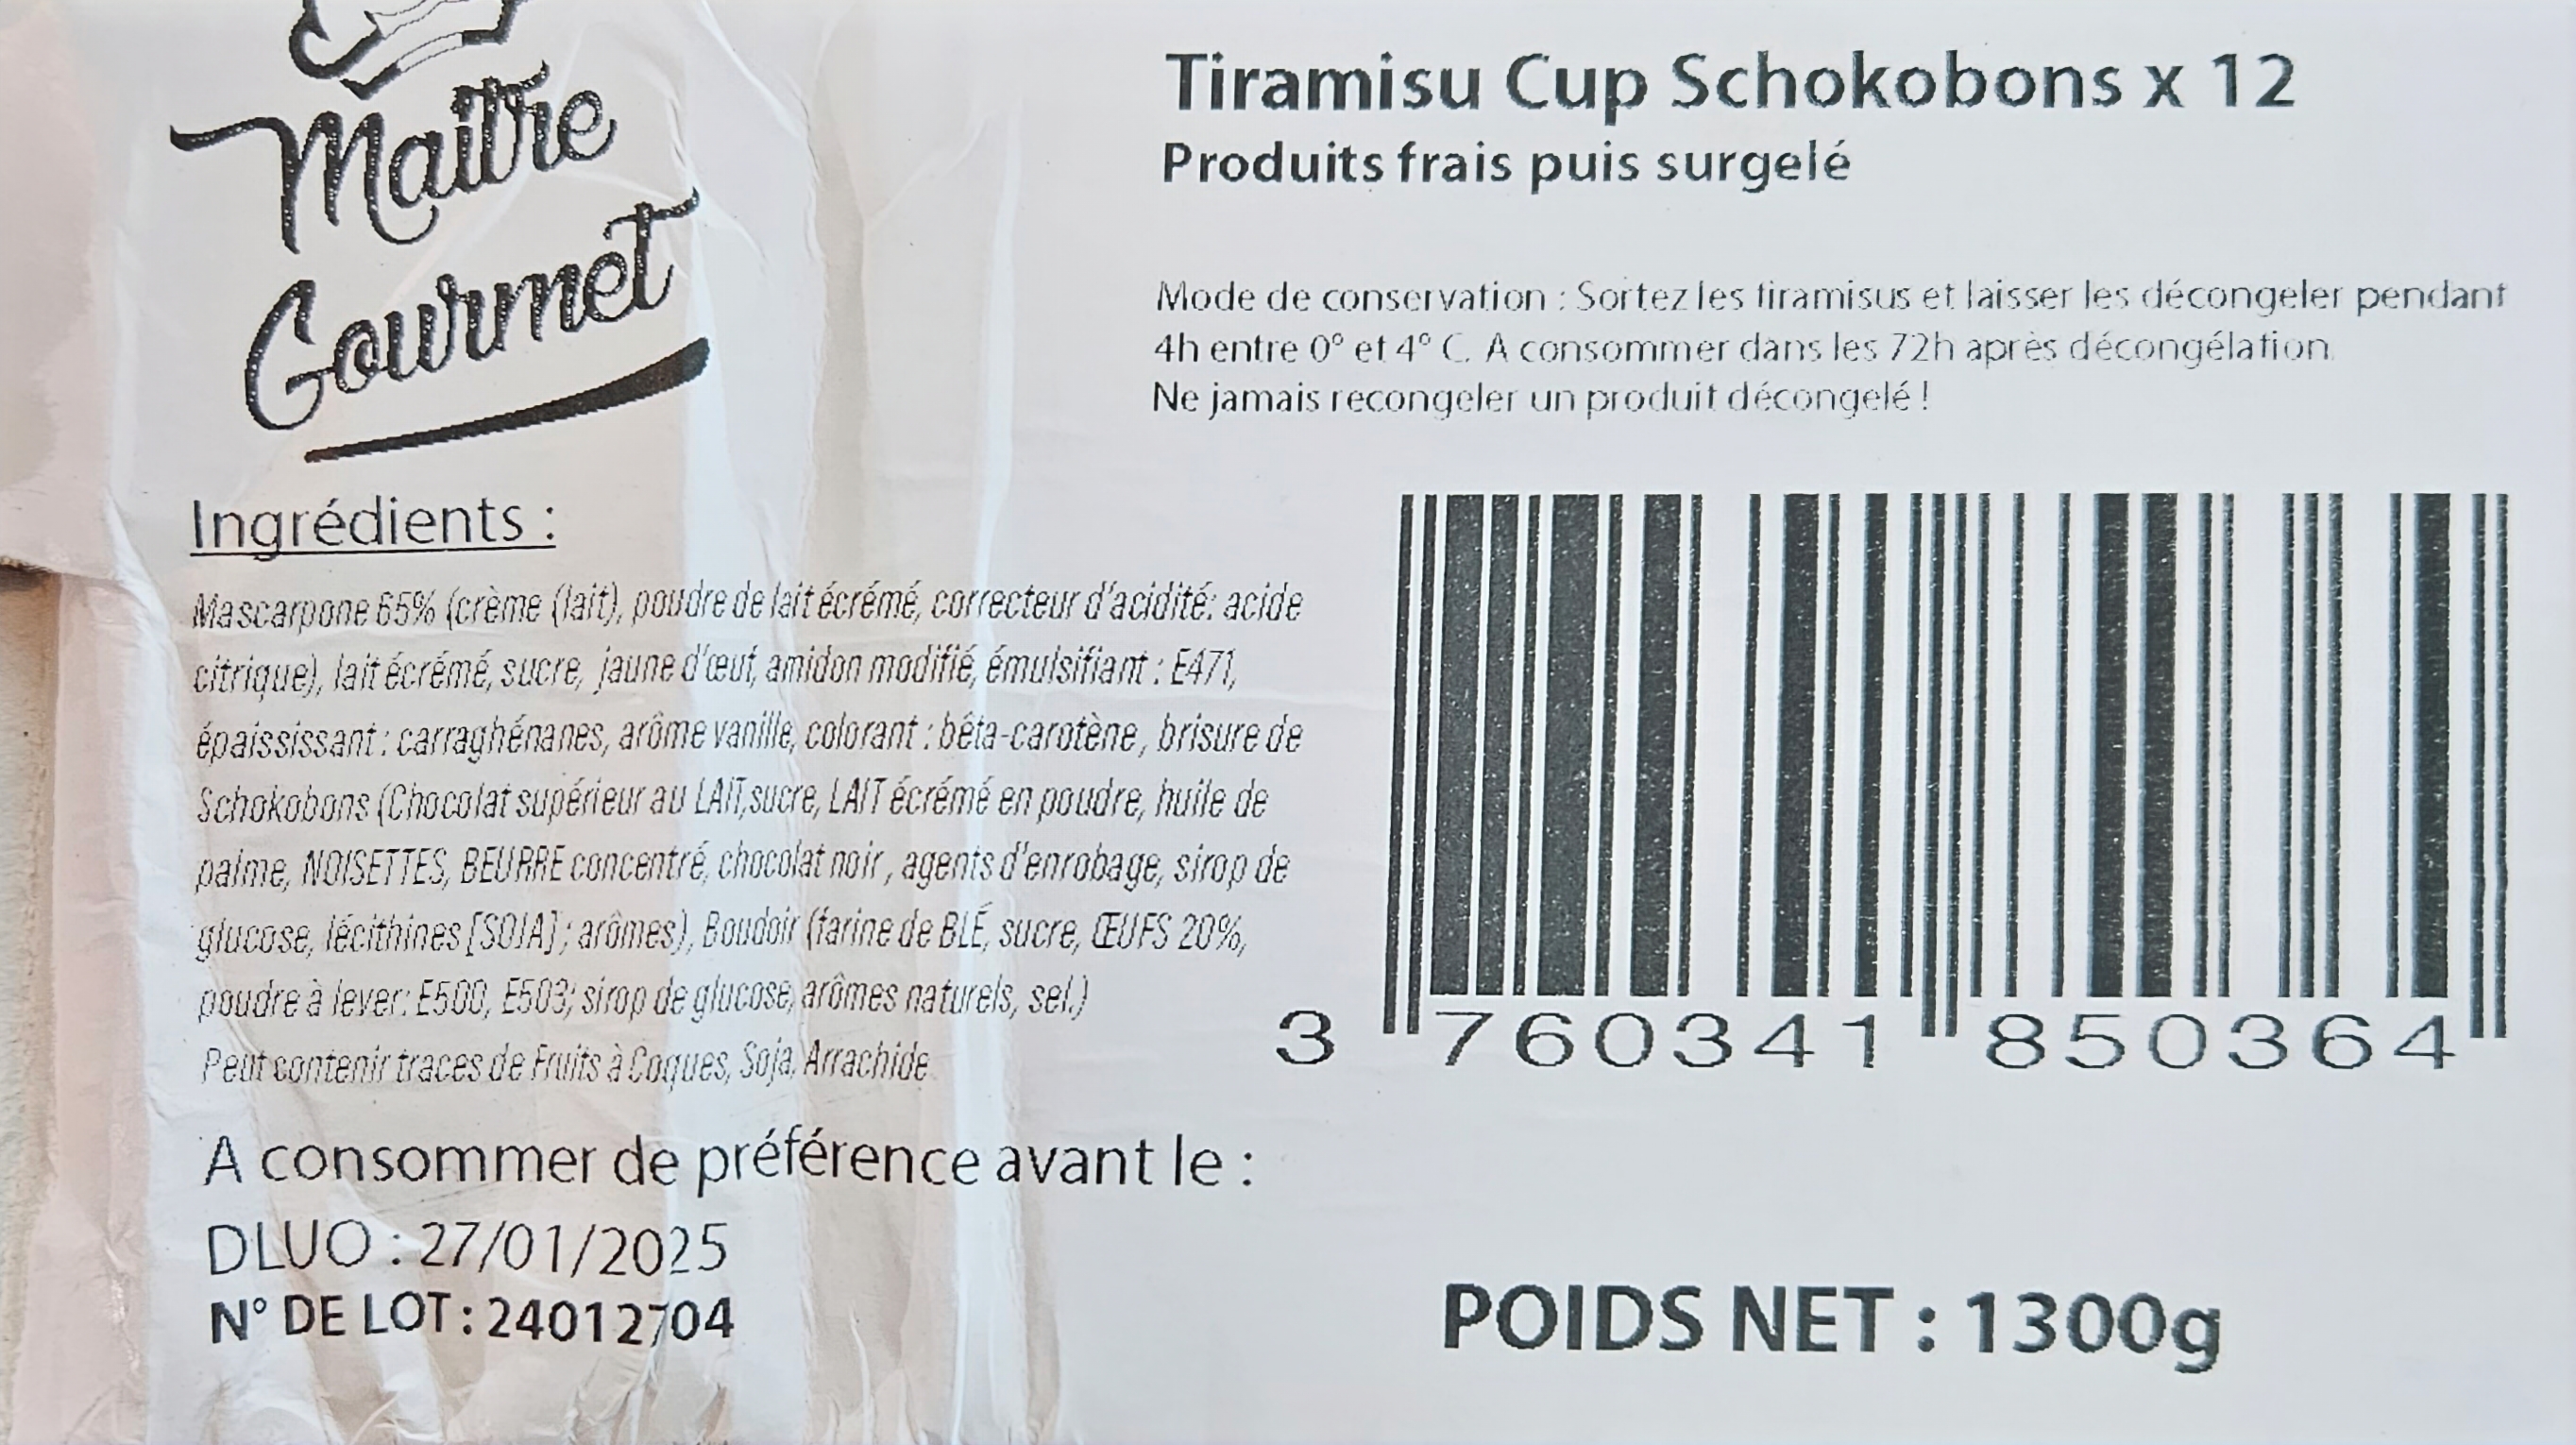 Maitre
Gourmet
Tiramisu Cup Schokobons x 12
Produits frais puis surgelé
Mode de conservation : Sortez les tiramisus et laisser les décongeler pendant
4h entre 0° et 4° C. A consommer dans les 72h après décongélation.
Ne jamais recongeler un produit décongelé !
Ingrédients :
Mascarpone 65% (crème (lait), poudre de lait écrémé, correcteur d'acidité: acide
citrique), lait écrémé, sucre, jaune d'œuf, amidon modifié, émulsifiant : E471,
épaississant : carraghénanes, arôme vanille, colorant : bêta-carotène, brisure de
Schokobons (Chocolat supérieur au LAIT,sucre, LAIT écrémé en poudre, huile de
palme, NOISETTES, BEURRE concentré, chocolat noir , agents d'enrobage, sirop de
glucose, lécithines [SOJA] ; arômes), Boudoir (farine de BLÉ, sucre, ŒUFS 20%,
poudre à lever: E500, E503; sirop de glucose, arômes naturels, sel.)
Peut contenir traces de Fruits à Coques, Soja, Arrachide
3 760341 850364
A consommer de préférence avant le :
DLUO : 27/01/2025
N° DE LOT : 24012704
POIDS NET : 1300g